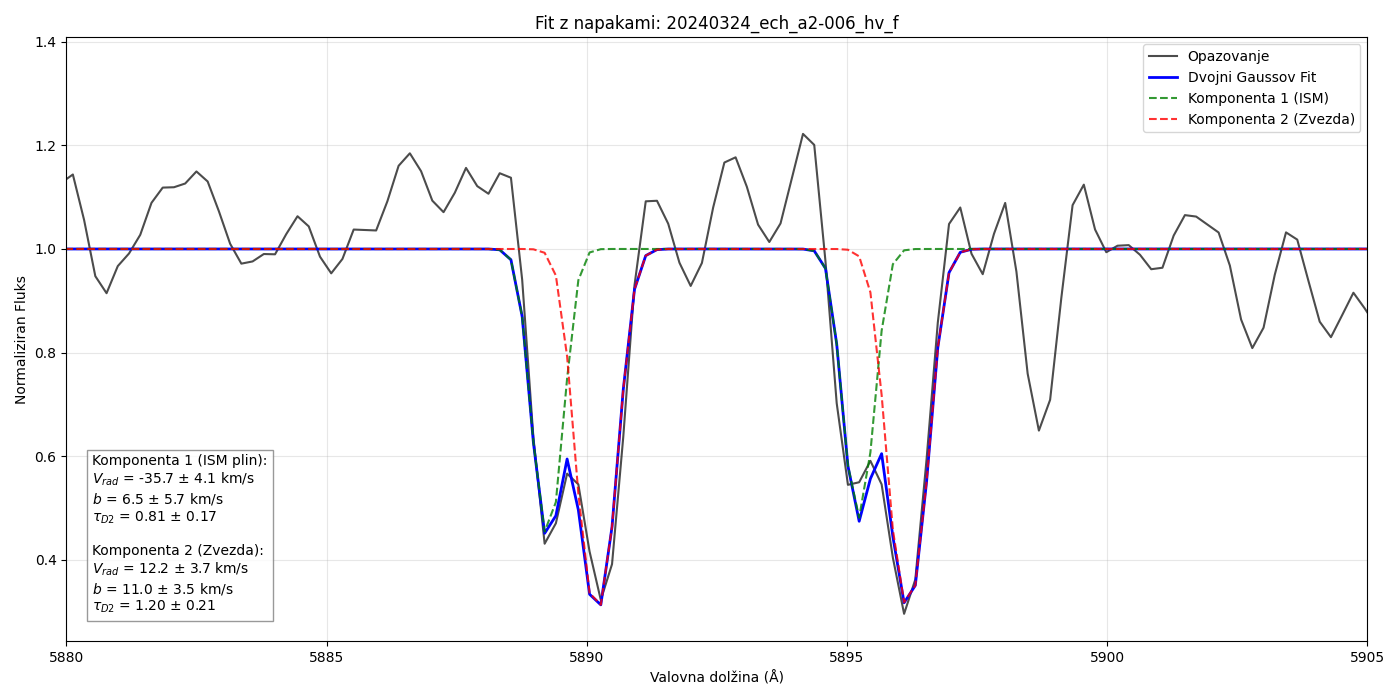 Fit z napakami: 20240324_ech_a2-006_hv_f
1.4
1.2
1.0
0.8
0.6
0.4
Normaliziran Fluks
Opazovanje
Dvojni Gaussov Fit
Komponenta 1 (ISM)
Komponenta 2 (Zvezda)
Komponenta 1 (ISM plin):
V_rad = -35.7 ± 4.1 km/s
b = 6.5 ± 5.7 km/s
τ_D2 = 0.81 ± 0.17
Komponenta 2 (Zvezda):
V_rad = 12.2 ± 3.7 km/s
b = 11.0 ± 3.5 km/s
τ_D2 = 1.20 ± 0.21
5880 5885 5890 5895 5900 5905
Valovna dolžina (Å)